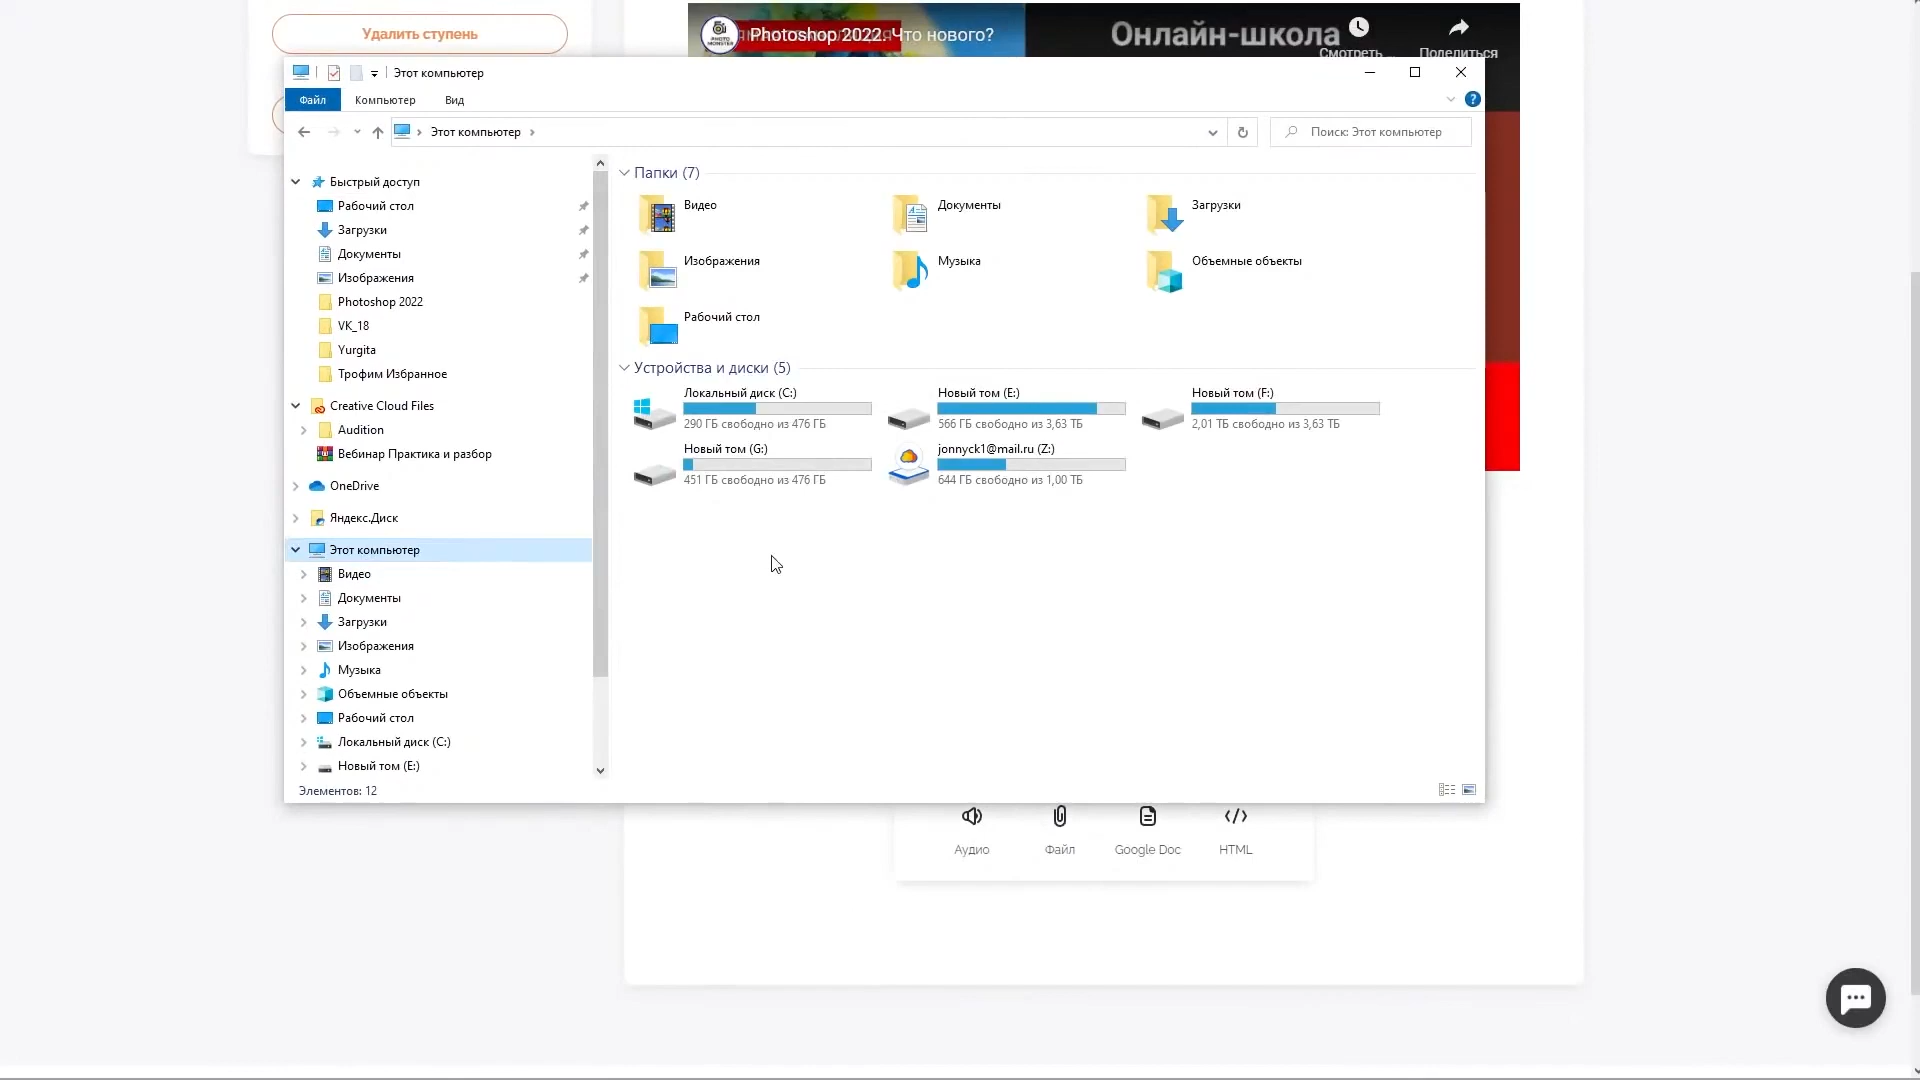 Удалить ступень
Photoshop 2022. Что нового?
Онлайн-школа
Смотреть...
Поделиться
Этот компьютер
Файл
Компьютер
Вид
Этот компьютер
Поиск: Этот компьютер
Быстрый доступ
Рабочий стол
Загрузки
Документы
Изображения
Photoshop 2022
VK_18
Yurgita
Трофим Избранное
Creative Cloud Files
Audition
Вебинар Практика и разбор
OneDrive
Яндекс.Диск
Этот компьютер
Видео
Документы
Загрузки
Изображения
Музыка
Объемные объекты
Рабочий стол
Локальный диск (C:)
Новый том (E:)
Папки (7)
Видео
Документы
Загрузки
Изображения
Музыка
Объемные объекты
Рабочий стол
Устройства и диски (5)
Локальный диск (C:)
290 ГБ свободно из 476 ГБ
Новый том (E:)
566 ГБ свободно из 3,63 ТБ
Новый том (F:)
2,01 ТБ свободно из 3,63 ТБ
Новый том (G:)
451 ГБ свободно из 476 ГБ
jonnyck1@mail.ru (Z:)
644 ГБ свободно из 1,00 ТБ
Элементов: 12
Аудио
Файл
Google Doc
HTML